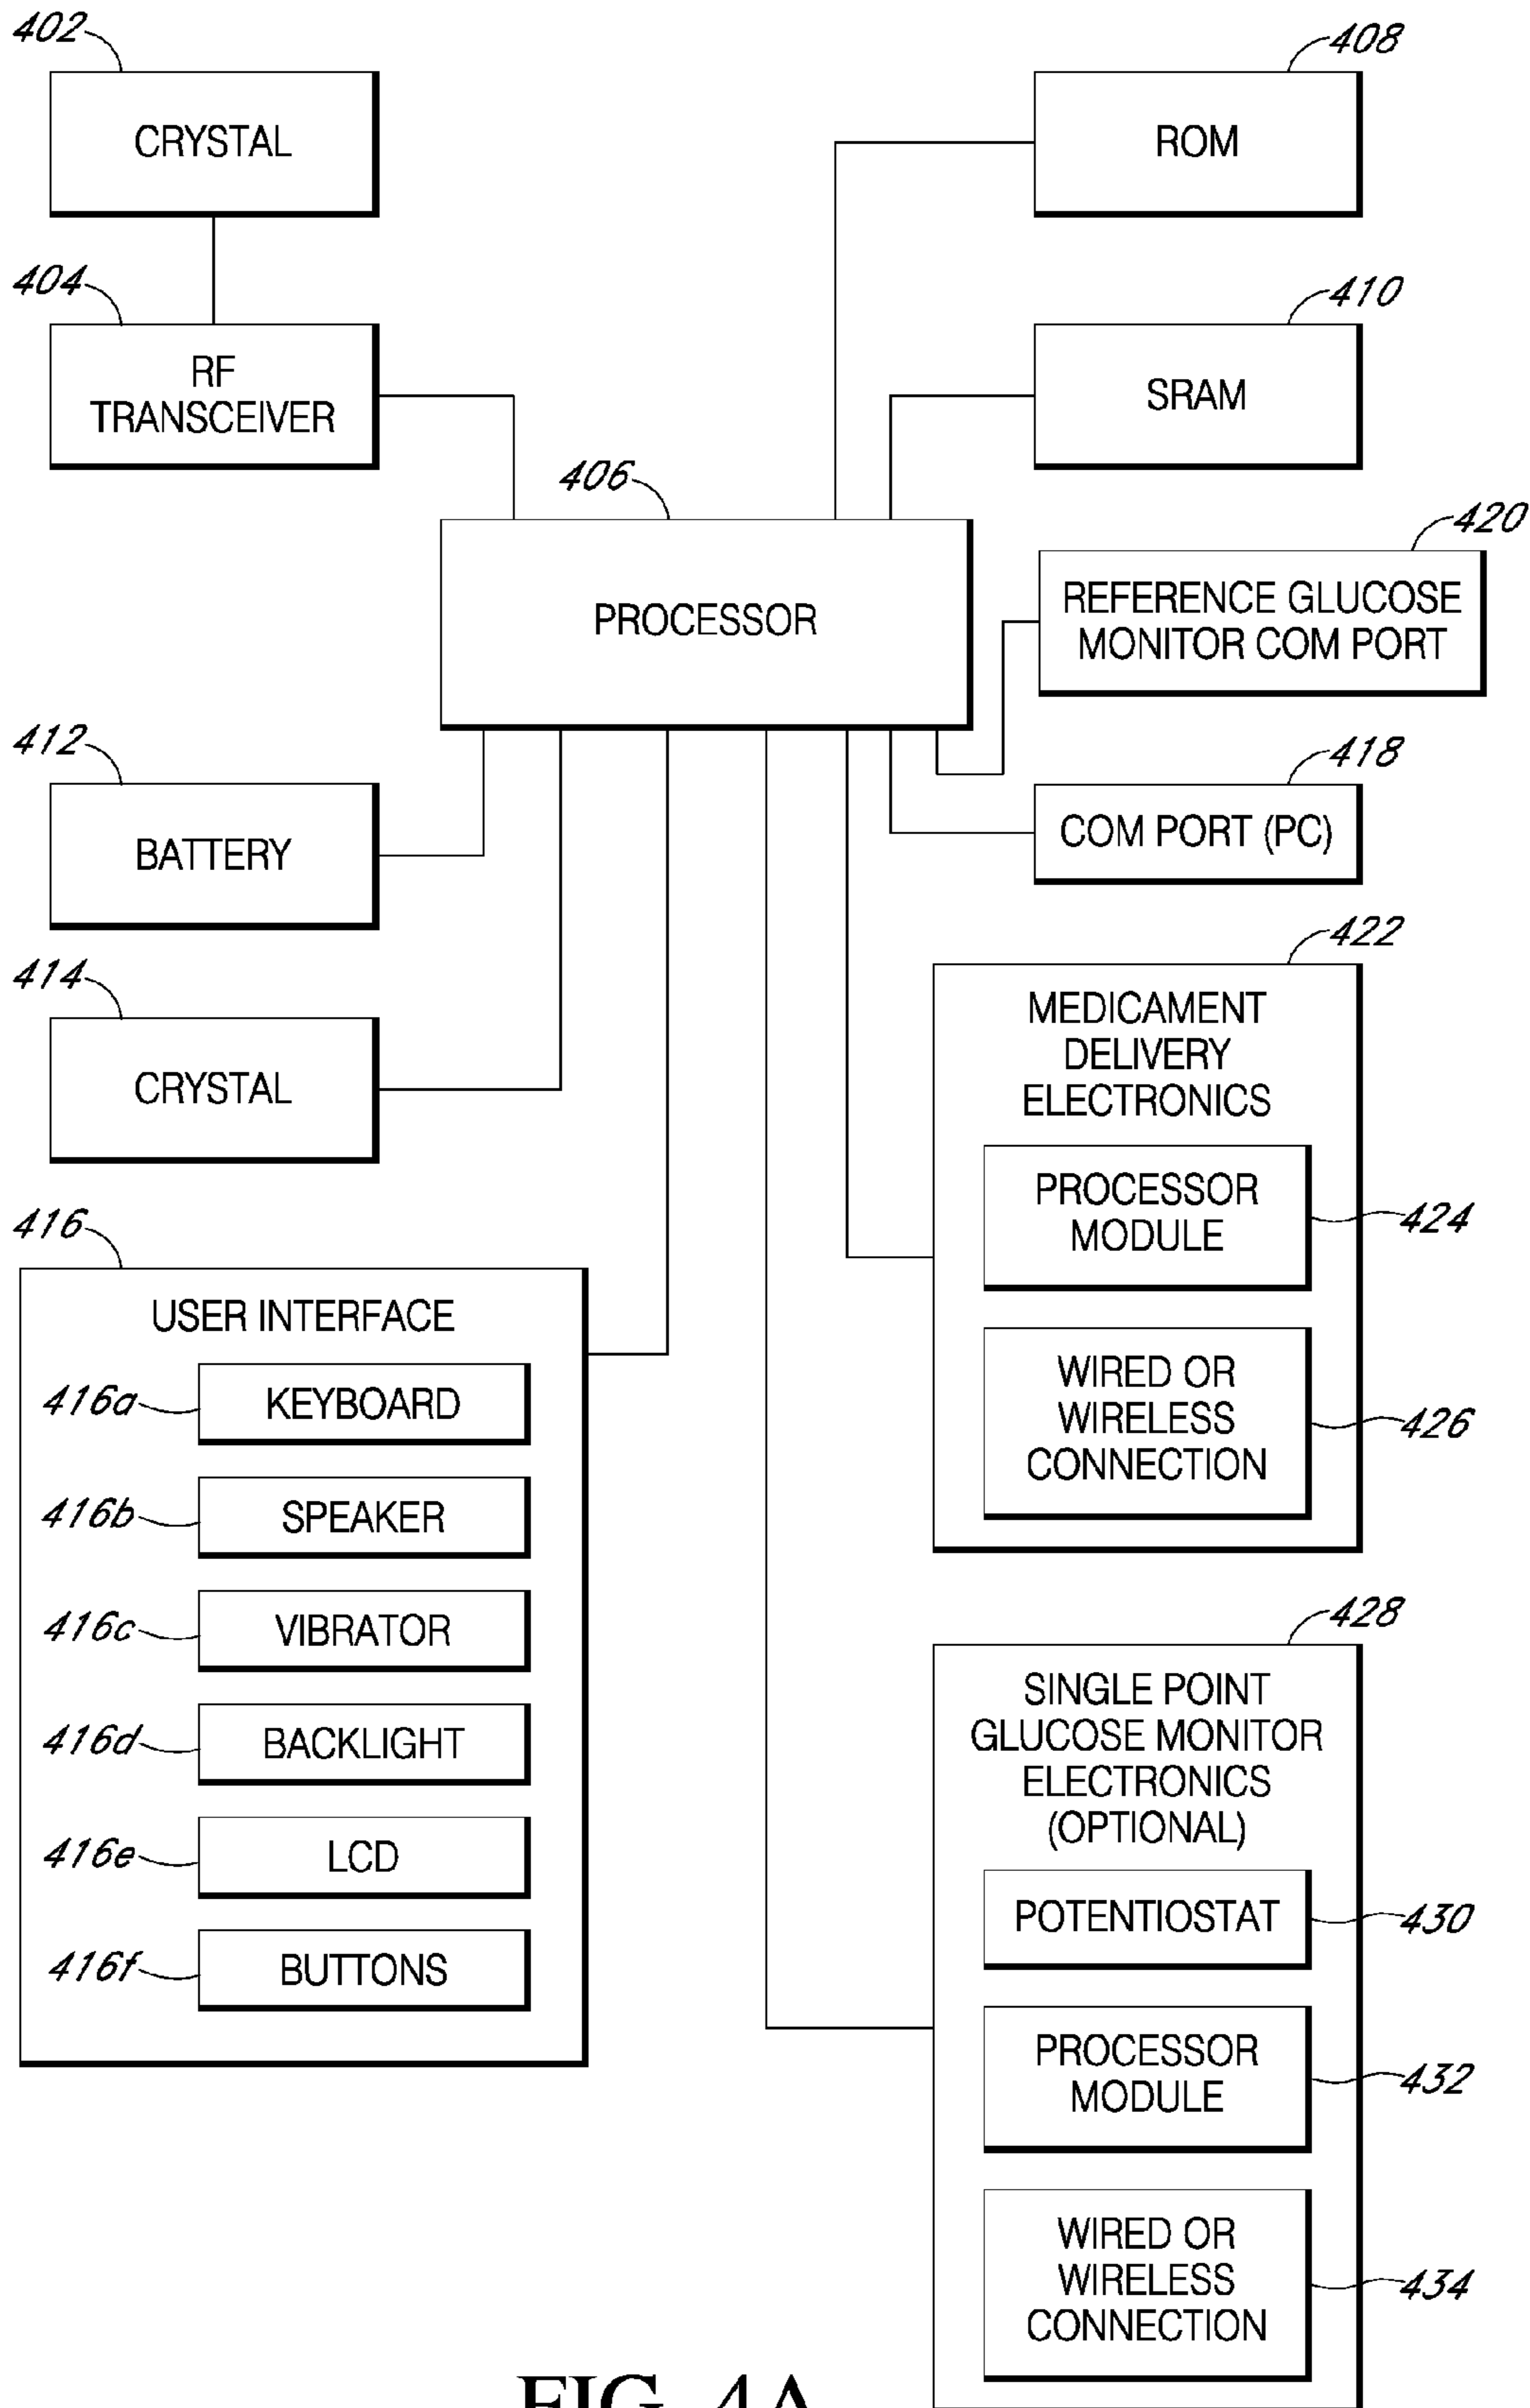 402
CRYSTAL
408
ROM
404
RF
TRANSCEIVER
410
SRAM
406
PROCESSOR
420
REFERENCE GLUCOSE
MONITOR COM PORT
412
BATTERY
418
COM PORT (PC)
414
CRYSTAL
422
MEDICAMENT
DELIVERY
ELECTRONICS
PROCESSOR
MODULE
424
WIRED OR
WIRELESS
CONNECTION
426
416
USER INTERFACE
416a
KEYBOARD
416b
SPEAKER
416c
VIBRATOR
416d
BACKLIGHT
416e
LCD
416f
BUTTONS
428
SINGLE POINT
GLUCOSE MONITOR
ELECTRONICS
(OPTIONAL)
POTENTIOSTAT
430
PROCESSOR
MODULE
432
WIRED OR
WIRELESS
CONNECTION
434
FIG. 4A